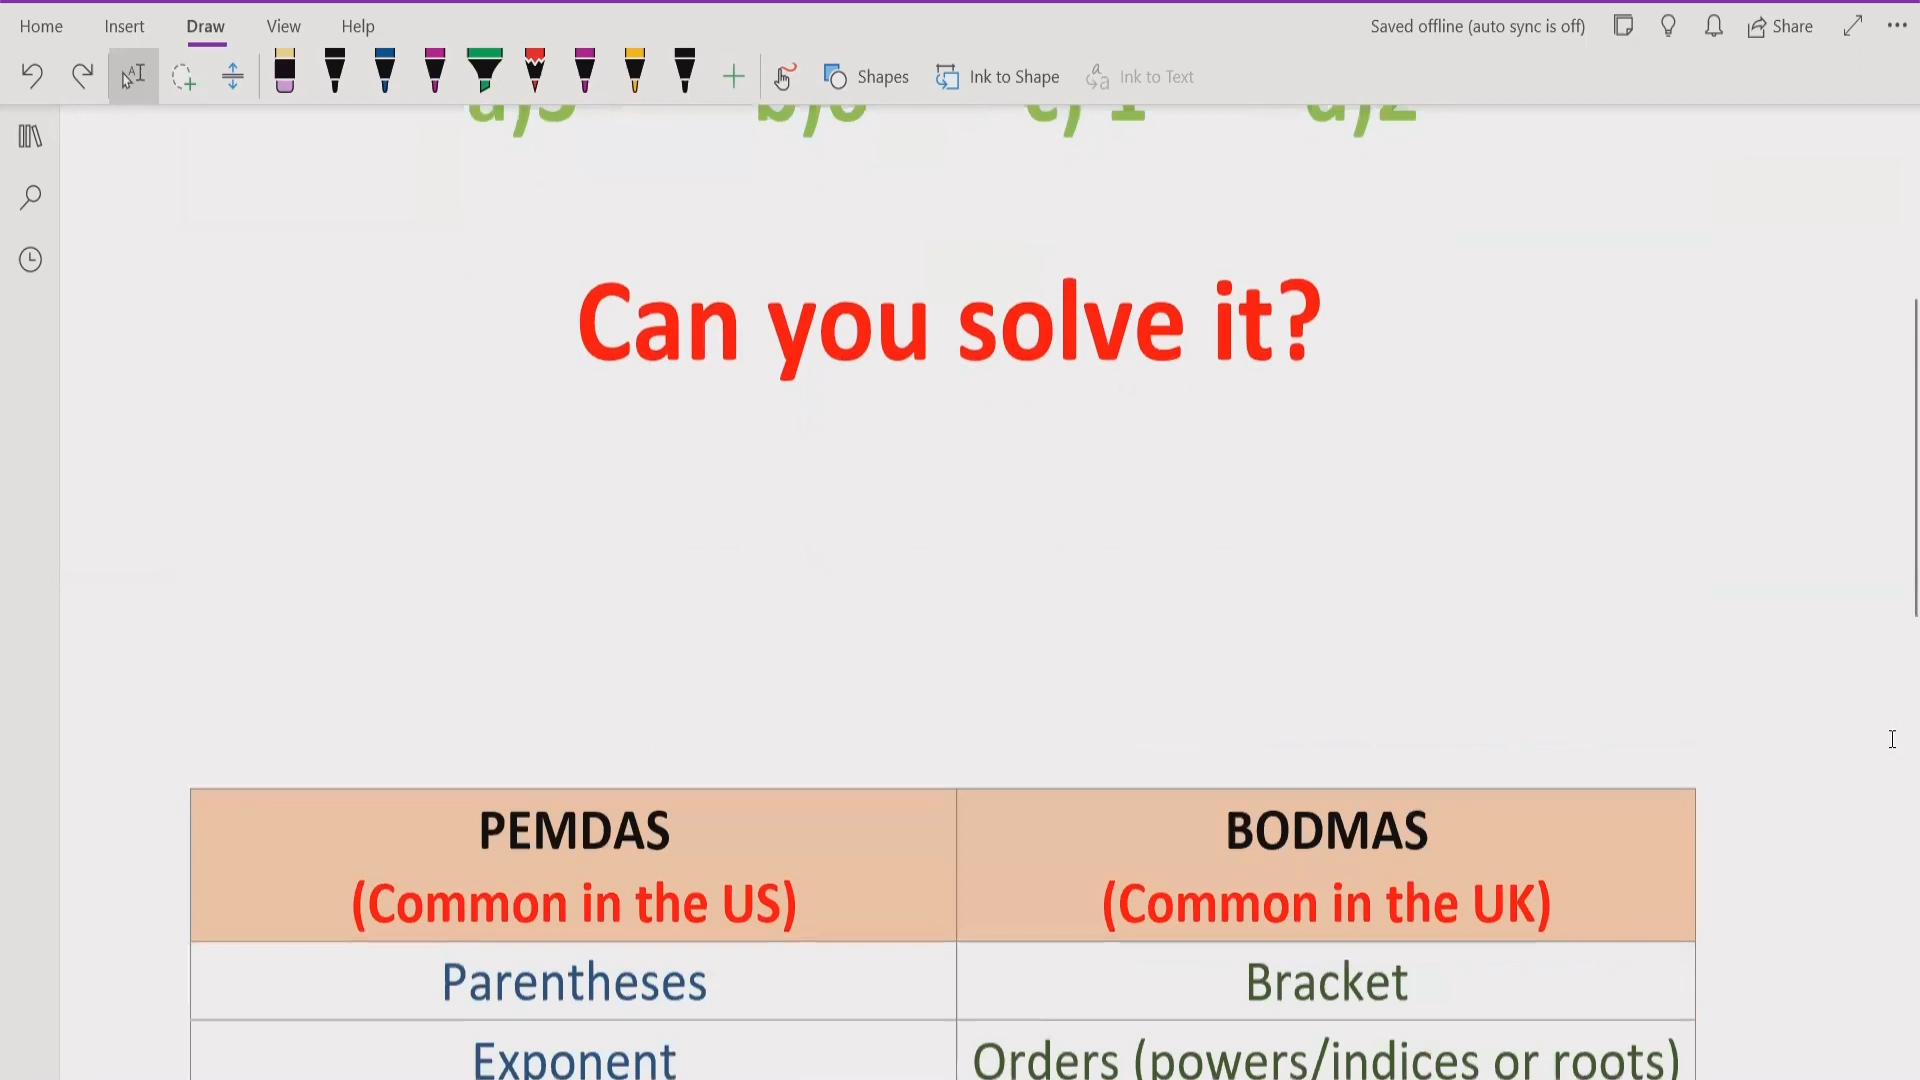 Home Insert Draw View Help Saved offline (auto sync is off) Share
Shapes Ink to Shape Ink to Text
Can you solve it?
PEMDAS BODMAS
(Common in the US) (Common in the UK)
Parentheses Bracket
Exponent Orders (powers/indices or roots)